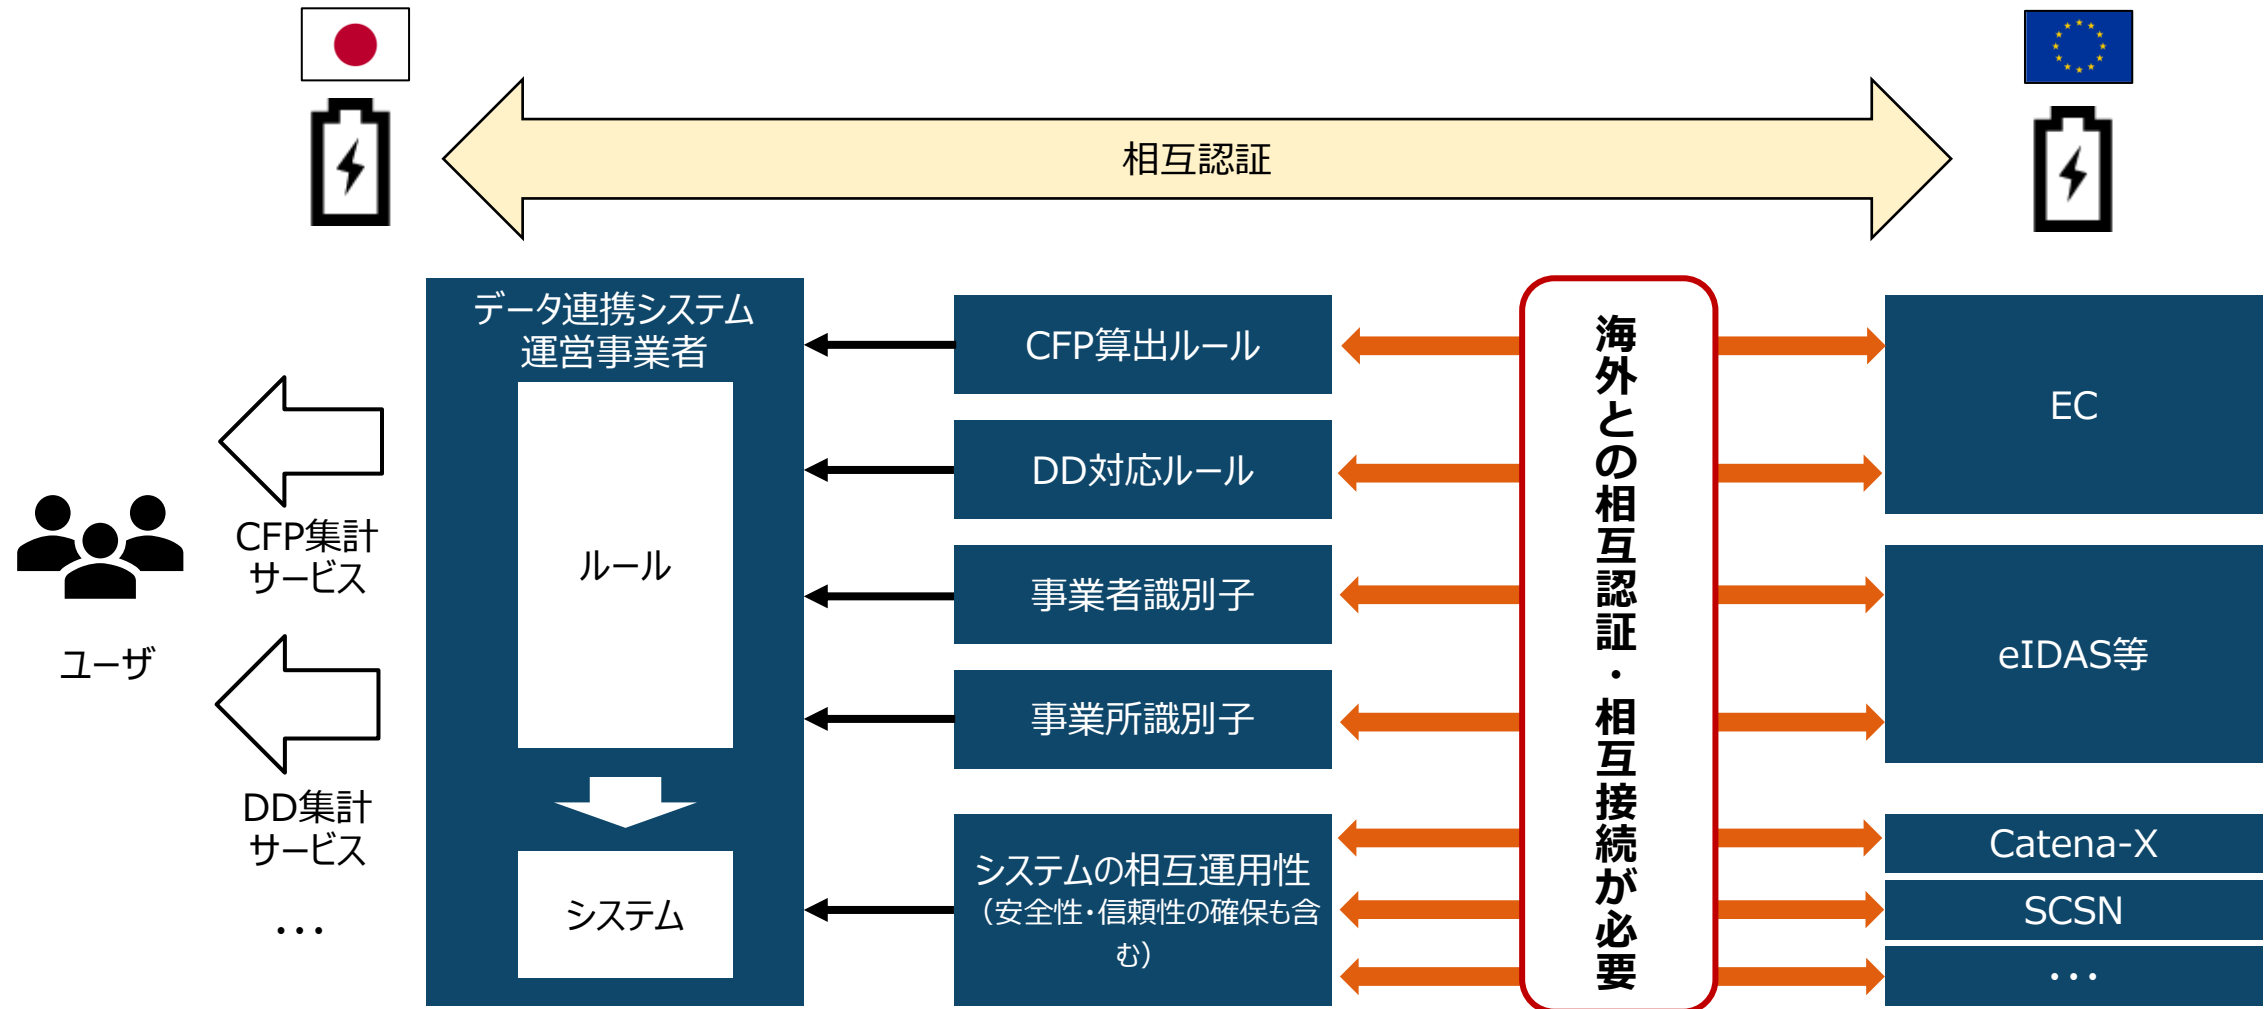 相互認証
データ連携システム
運営事業者
ルール
システム
CFP集計
サービス
ユーザ
DD集計
サービス
・・・
CFP算出ルール
DD対応ルール
事業者識別子
事業所識別子
システムの相互運用性
（安全性・信頼性の確保も含
む）
海外との相互認証・相互接続が必要
EC
eIDAS等
Catena-X
SCSN
・・・